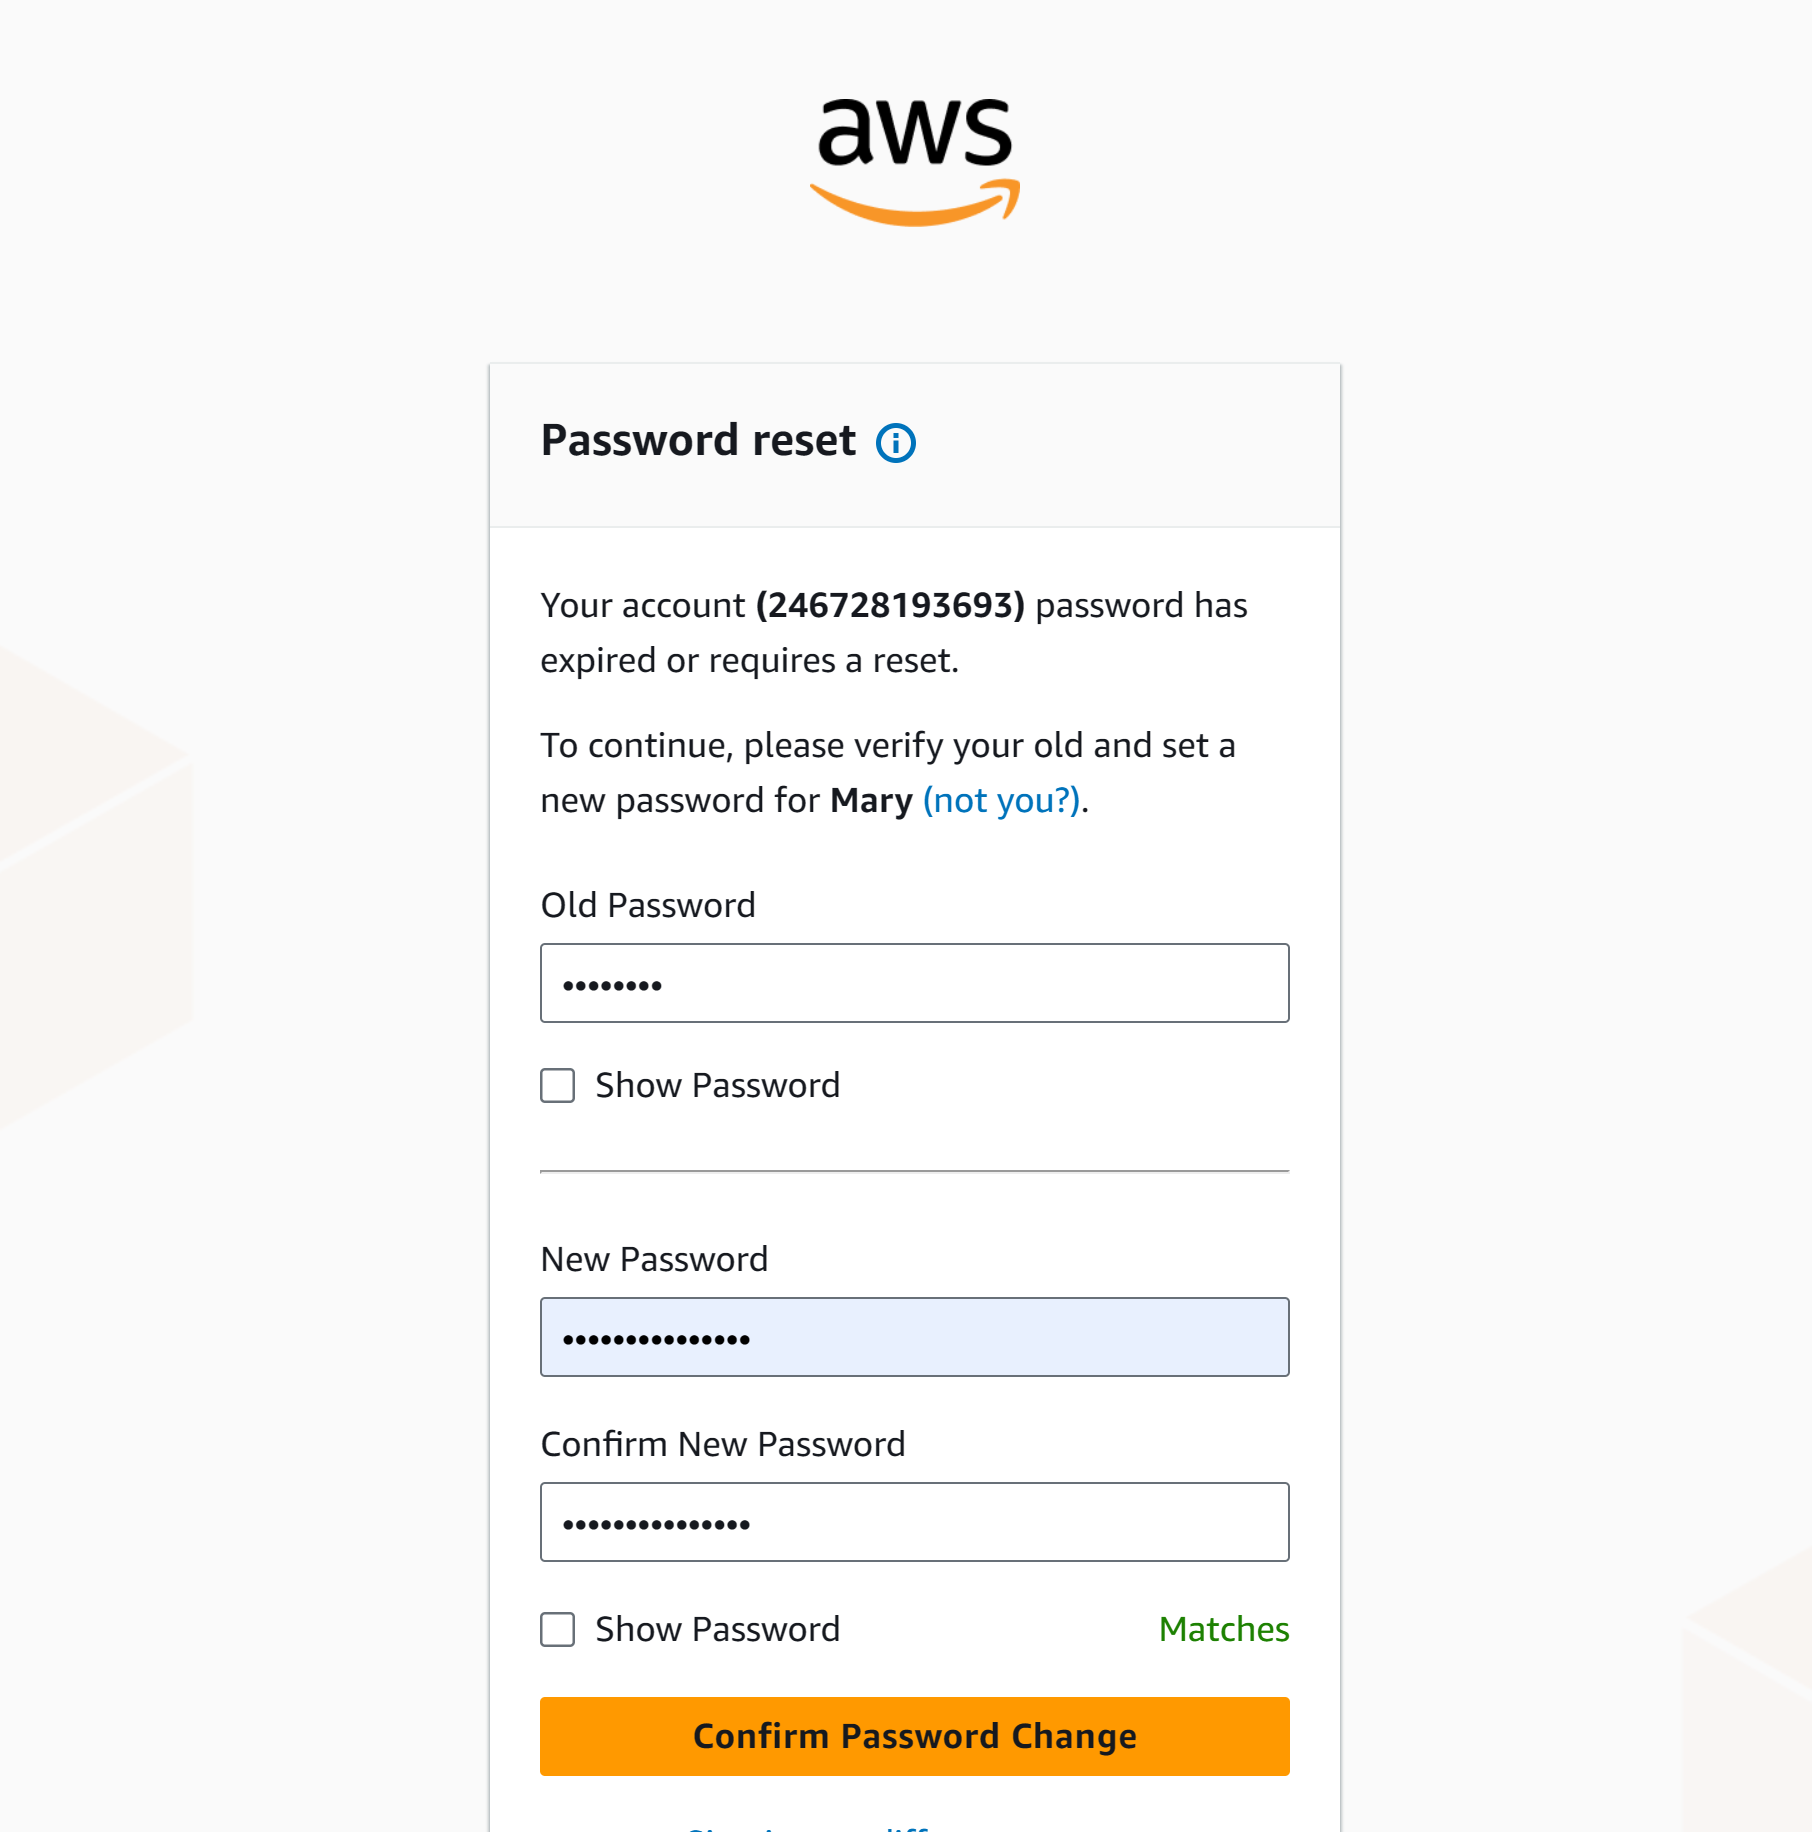 aws
Password reset
Your account (246728193693) password has
expired or requires a reset.
To continue, please verify your old and set a
new password for Mary (not you?).
Old Password
••••••••
Show Password
New Password
•••••••••••••••
Confirm New Password
•••••••••••••••
Show Password Matches
Confirm Password Change